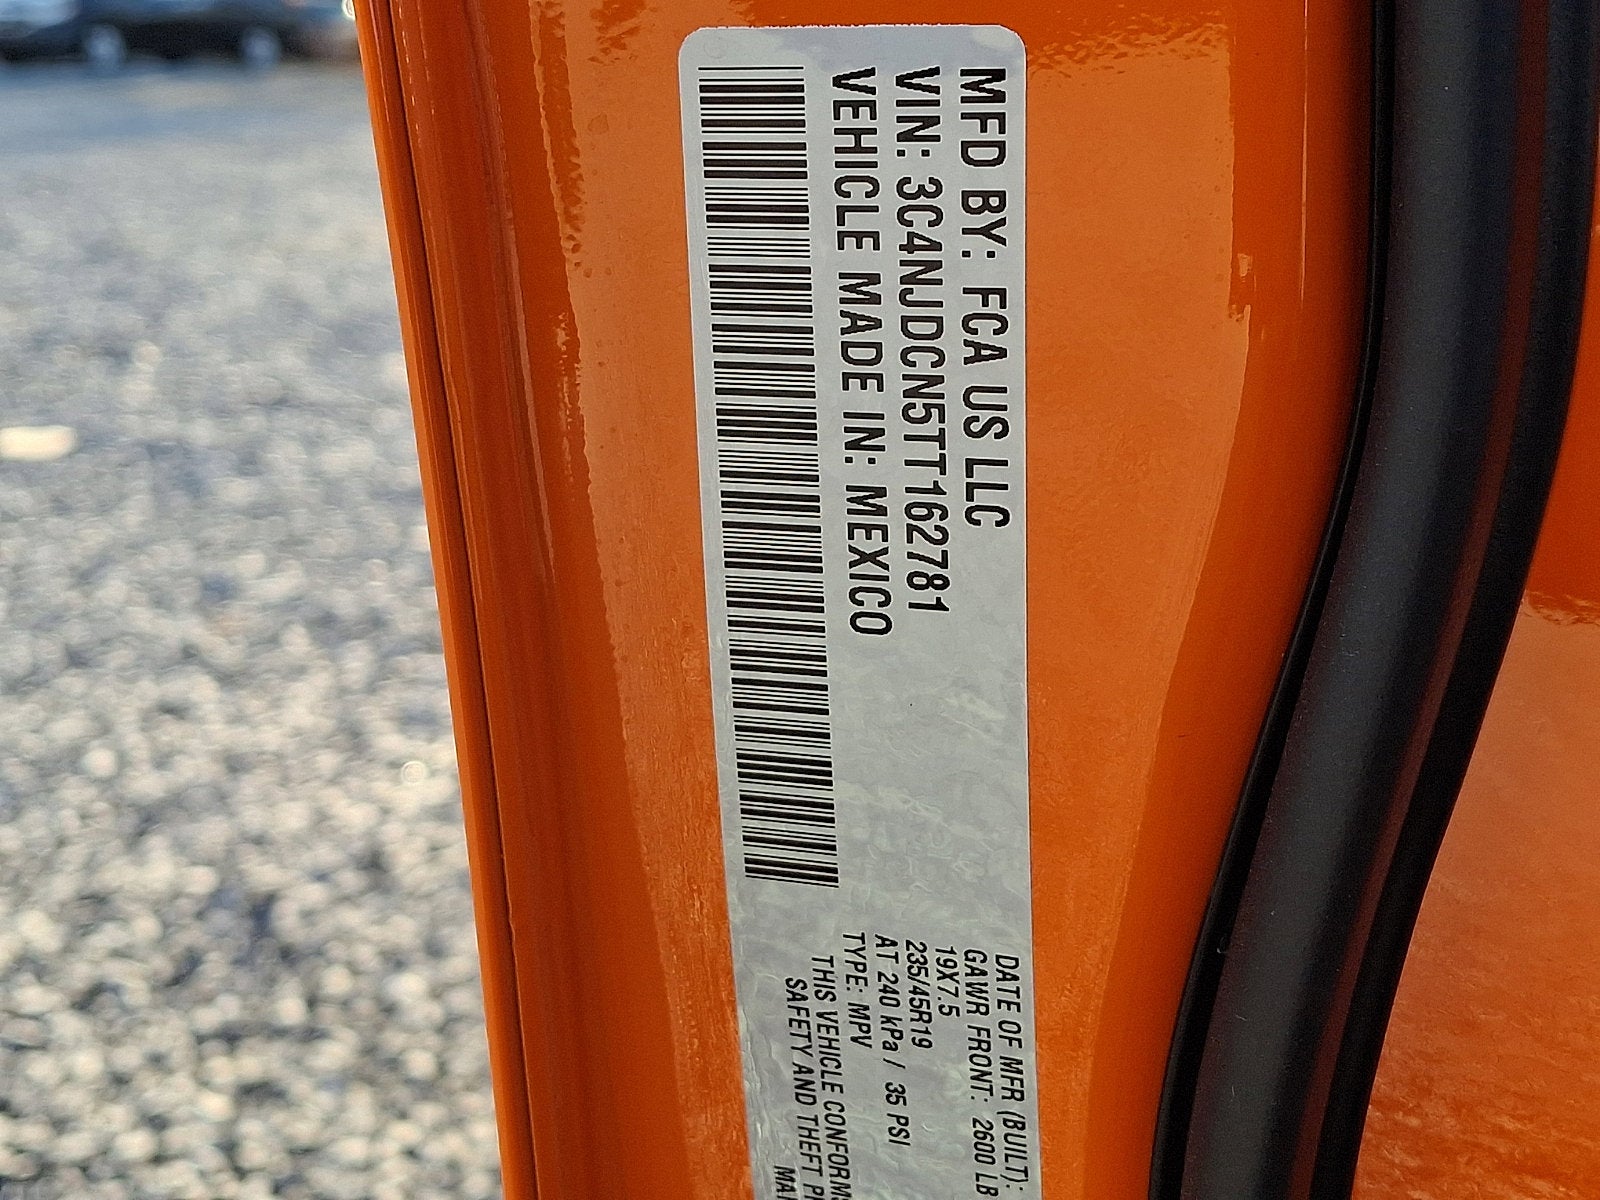 MFD BY: FCA US LLC
VIN: 3C4NJDCN5TT162781
VEHICLE MADE IN: MEXICO
DATE OF MFR (BUILT):
GAWR FRONT: 2600 LB
19X7.5
235/45R19
AT 240 kPa / 35 PSI
TYPE: MPV
THIS VEHICLE CONFORMS
SAFETY AND THEFT